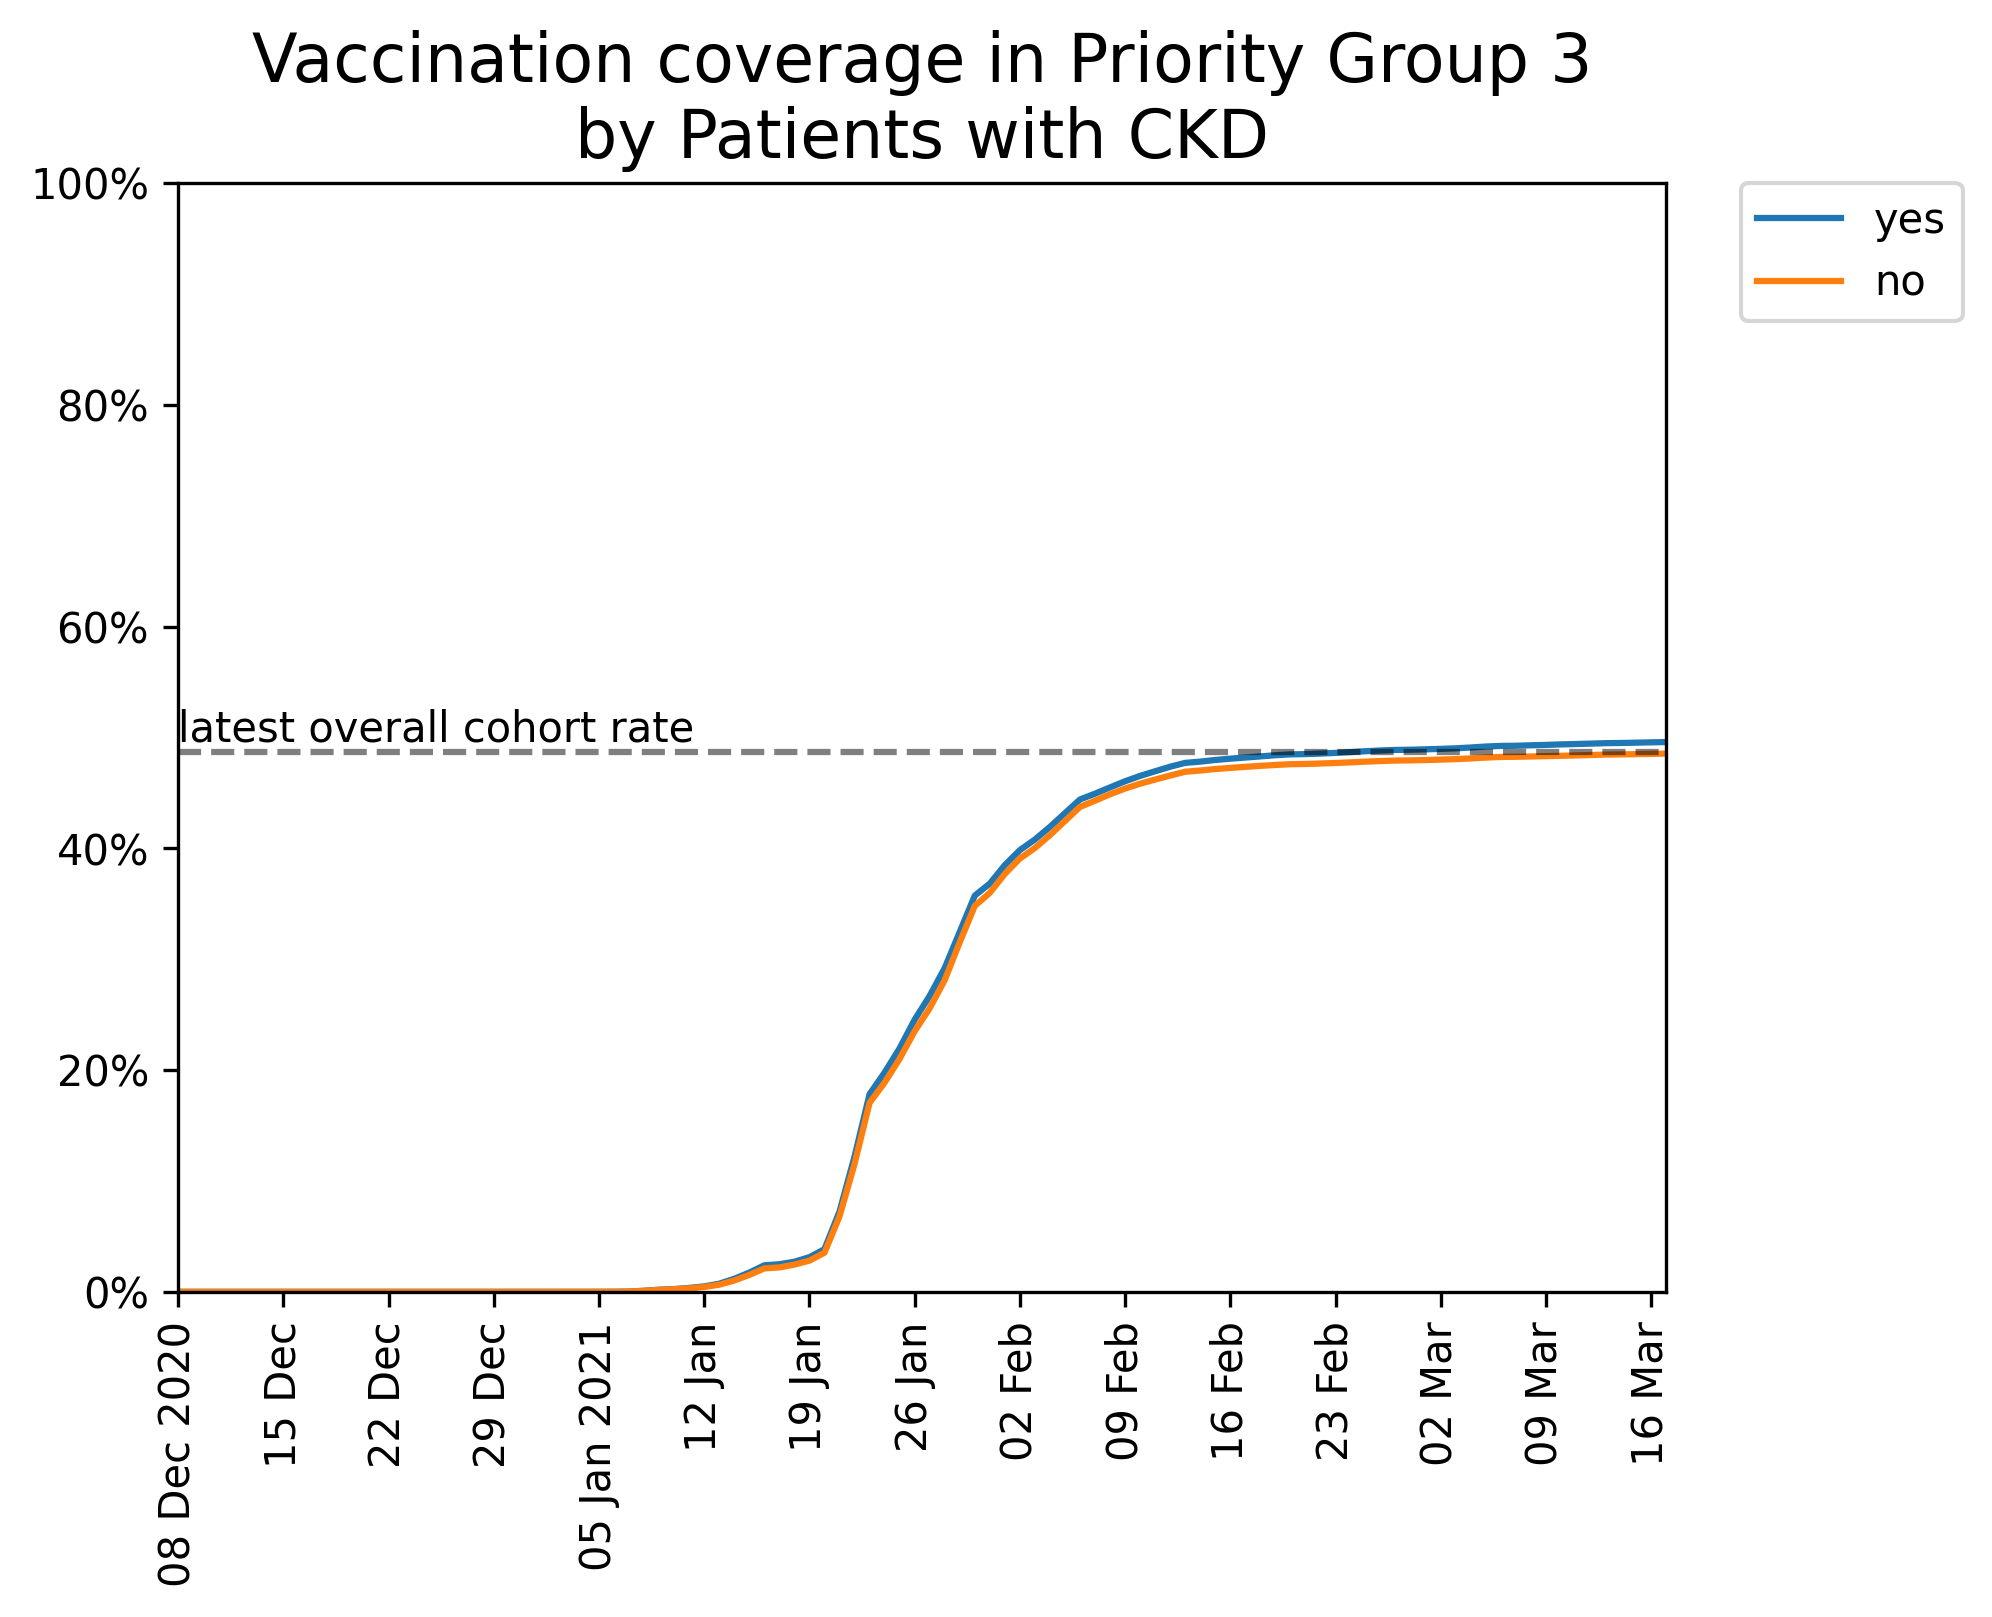 Vaccination coverage in Priority Group 3
by Patients with CKD
100%
80%
60%
40%
20%
0%
latest overall cohort rate
yes
no
08 Dec 2020
15 Dec
22 Dec
29 Dec
05 Jan 2021
12 Jan
19 Jan
26 Jan
02 Feb
09 Feb
16 Feb
23 Feb
02 Mar
09 Mar
16 Mar